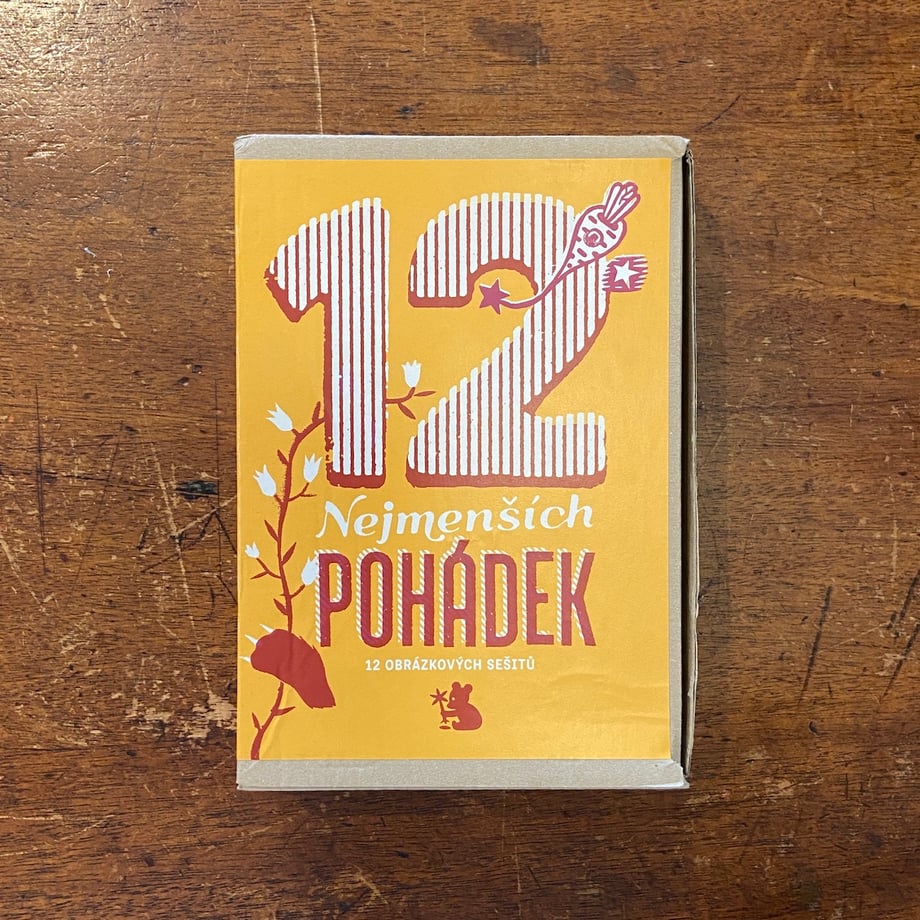 12
Nejmenších
POHÁDEK
12 OBRÁZKOVÝCH SEŠITŮ